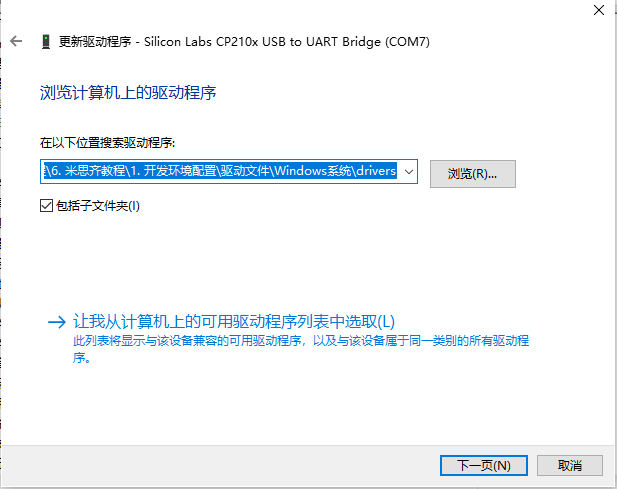 更新驱动程序 - Silicon Labs CP210x USB to UART Bridge (COM7)
浏览计算机上的驱动程序
在以下位置搜索驱动程序:
\6. 米思齐教程\1. 开发环境配置\驱动文件\Windows系统\drivers
浏览(R)...
包括子文件夹(I)
让我从计算机上的可用驱动程序列表中选取(L)
此列表将显示与该设备兼容的可用驱动程序，以及与该设备属于同一类别的所有驱动程
序。
下一页(N)
取消